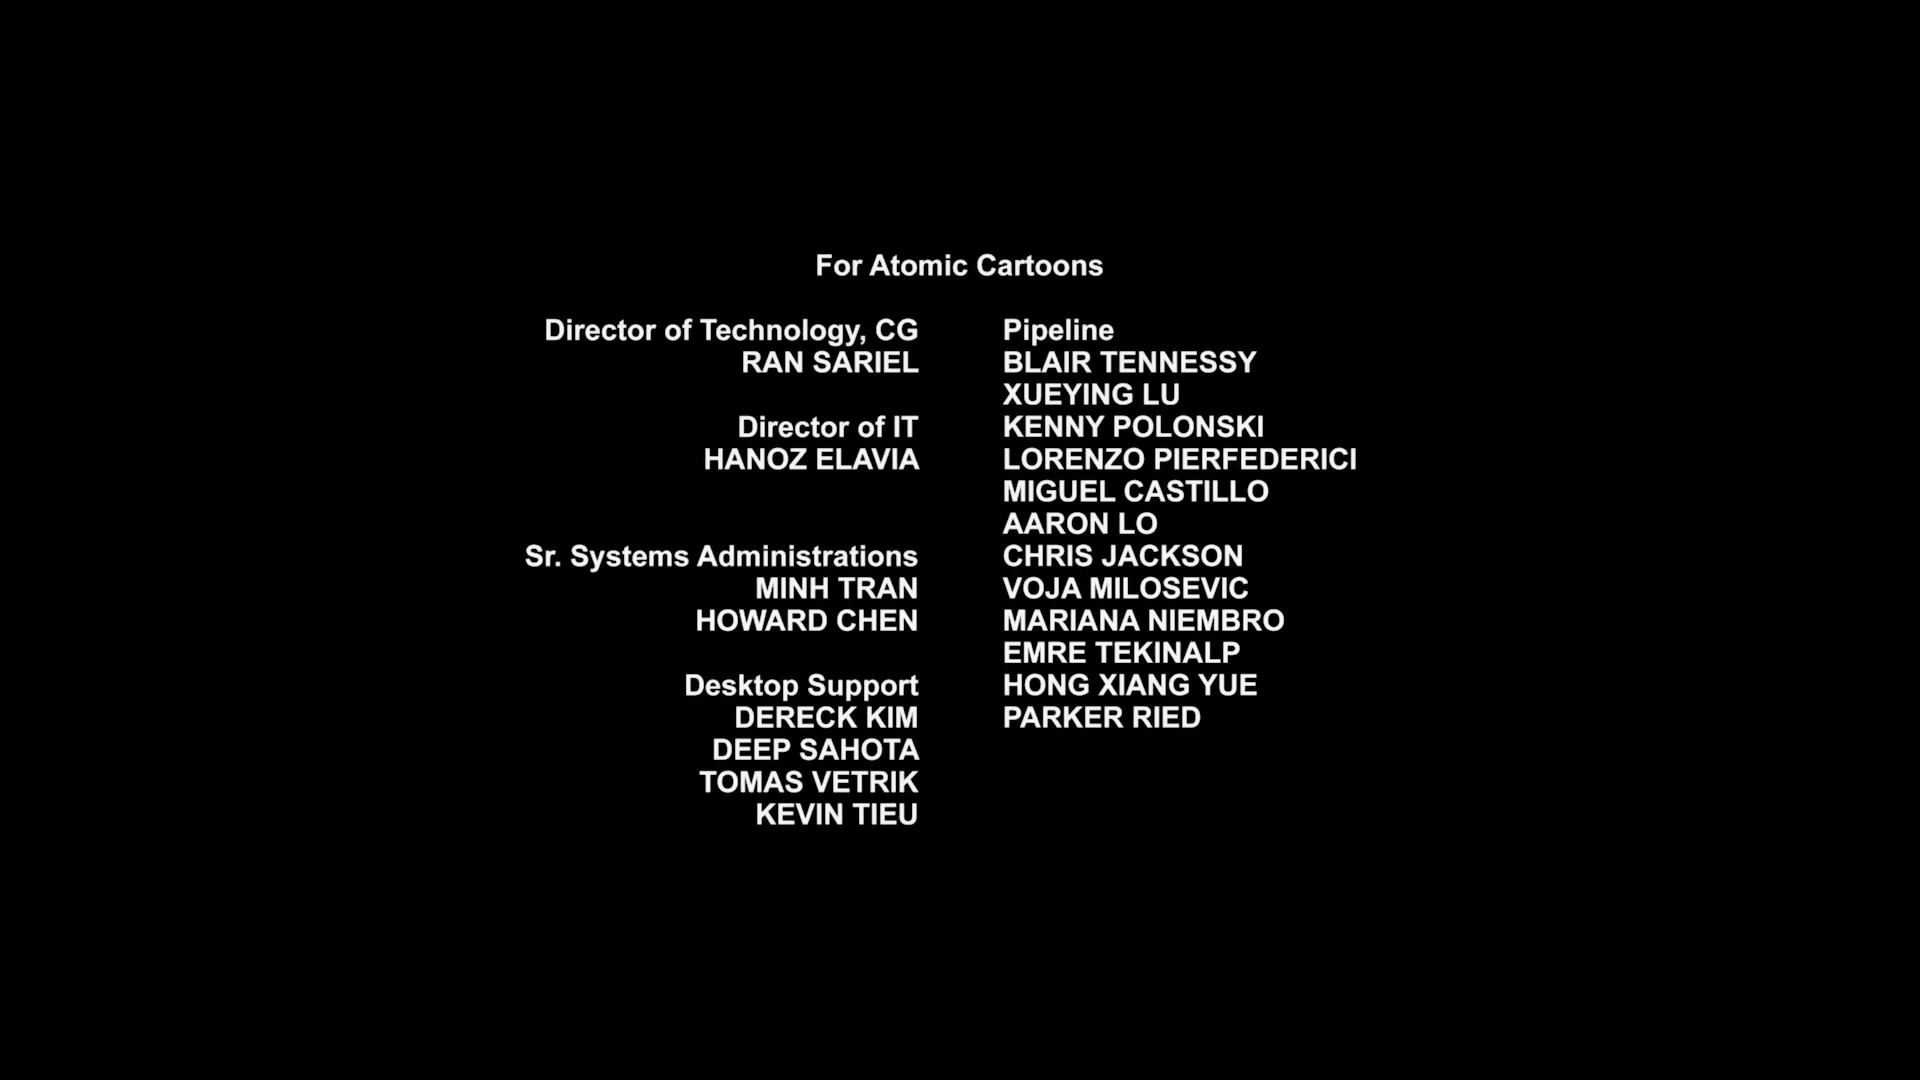 For Atomic Cartoons
Director of Technology, CG
RAN SARIEL
Director of IT
HANOZ ELAVIA
Sr. Systems Administrations
MINH TRAN
HOWARD CHEN
Desktop Support
DERECK KIM
DEEP SAHOTA
TOMAS VETRIK
KEVIN TIEU
Pipeline
BLAIR TENNESSY
XUEYING LU
KENNY POLONSKI
LORENZO PIERFEDERICI
MIGUEL CASTILLO
AARON LO
CHRIS JACKSON
VOJA MILOSEVIC
MARIANA NIEMBRO
EMRE TEKINALP
HONG XIANG YUE
PARKER RIED